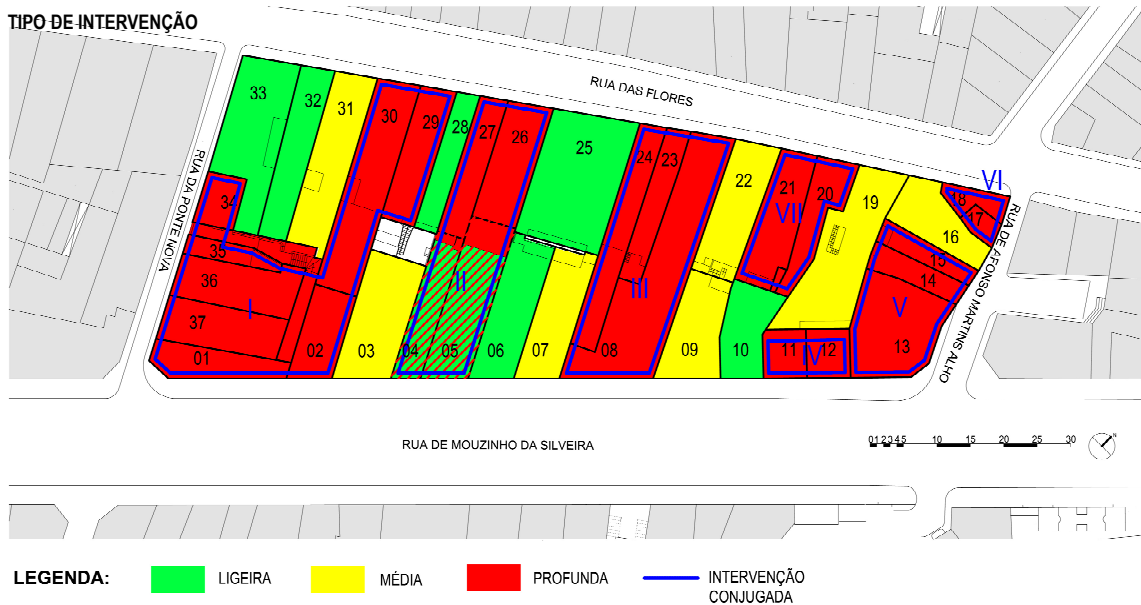 TIPO DE INTERVENÇÃO
RUA DAS FLORES
RUA DA PONTE NOVA
RUA DE AFONSO MARTINS ALHO
33
32
31
30
29
28
27
26
25
24
23
22
21
20
19
18
17
16
VI
VII
34
35
36
37
01
I
02
03
04
05
II
06
07
08
III
09
10
11
12
IV
13
14
15
V
RUA DE MOUZINHO DA SILVEIRA
0 1 2 3 4 5 10 15 20 25 30
N
LEGENDA:
LIGEIRA
MÉDIA
PROFUNDA
INTERVENÇÃO
CONJUGADA